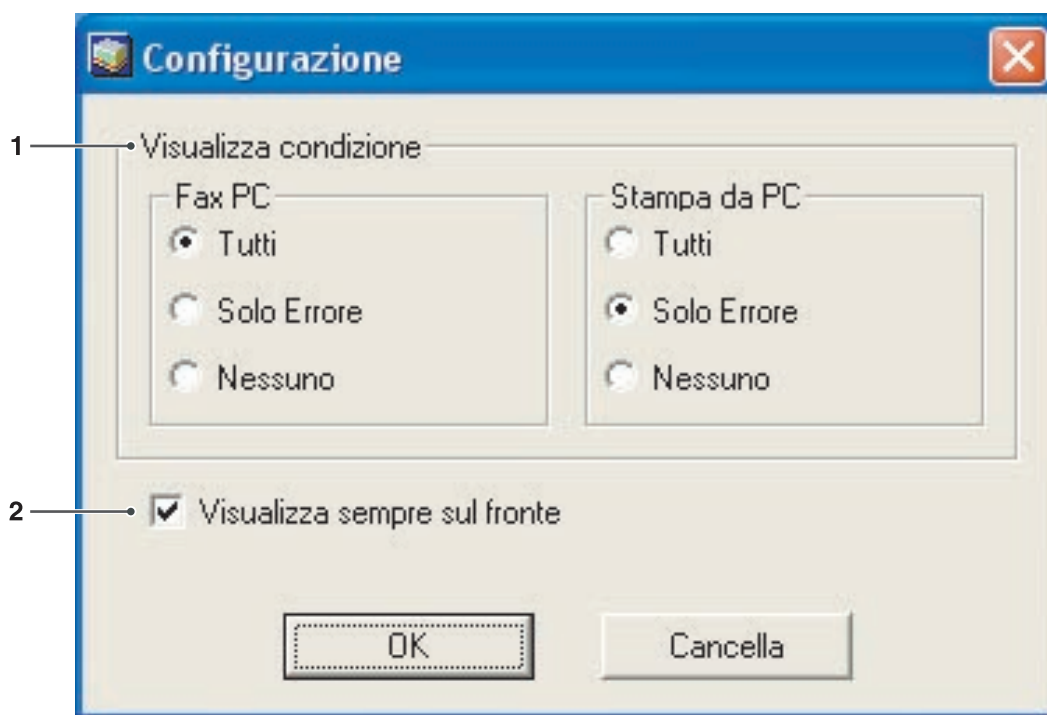 Configurazione
1
Visualizza condizione
Fax PC
Tutti
Solo Errore
Nessuno
Stampa da PC
Tutti
Solo Errore
Nessuno
2
Visualizza sempre sul fronte
OK
Cancella